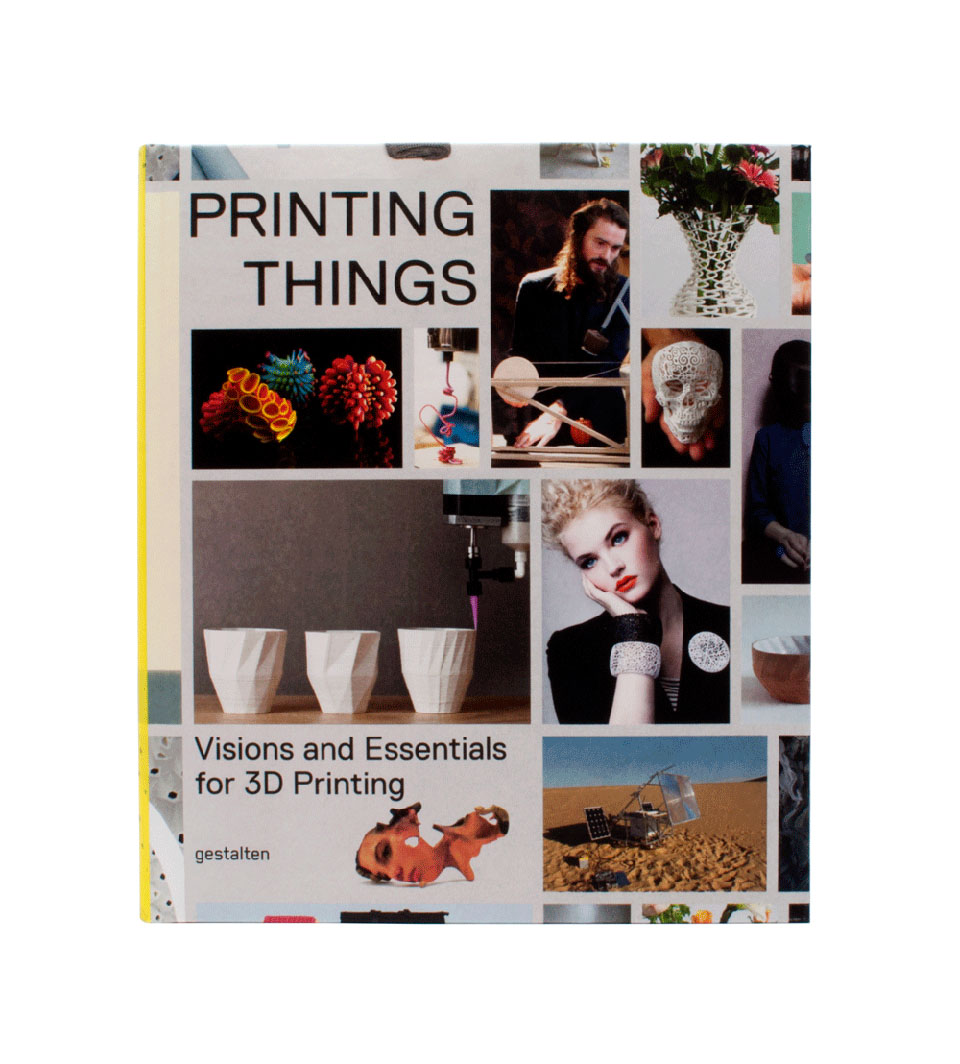 PRINTING
THINGS
Visions and Essentials
for 3D Printing
gestalten